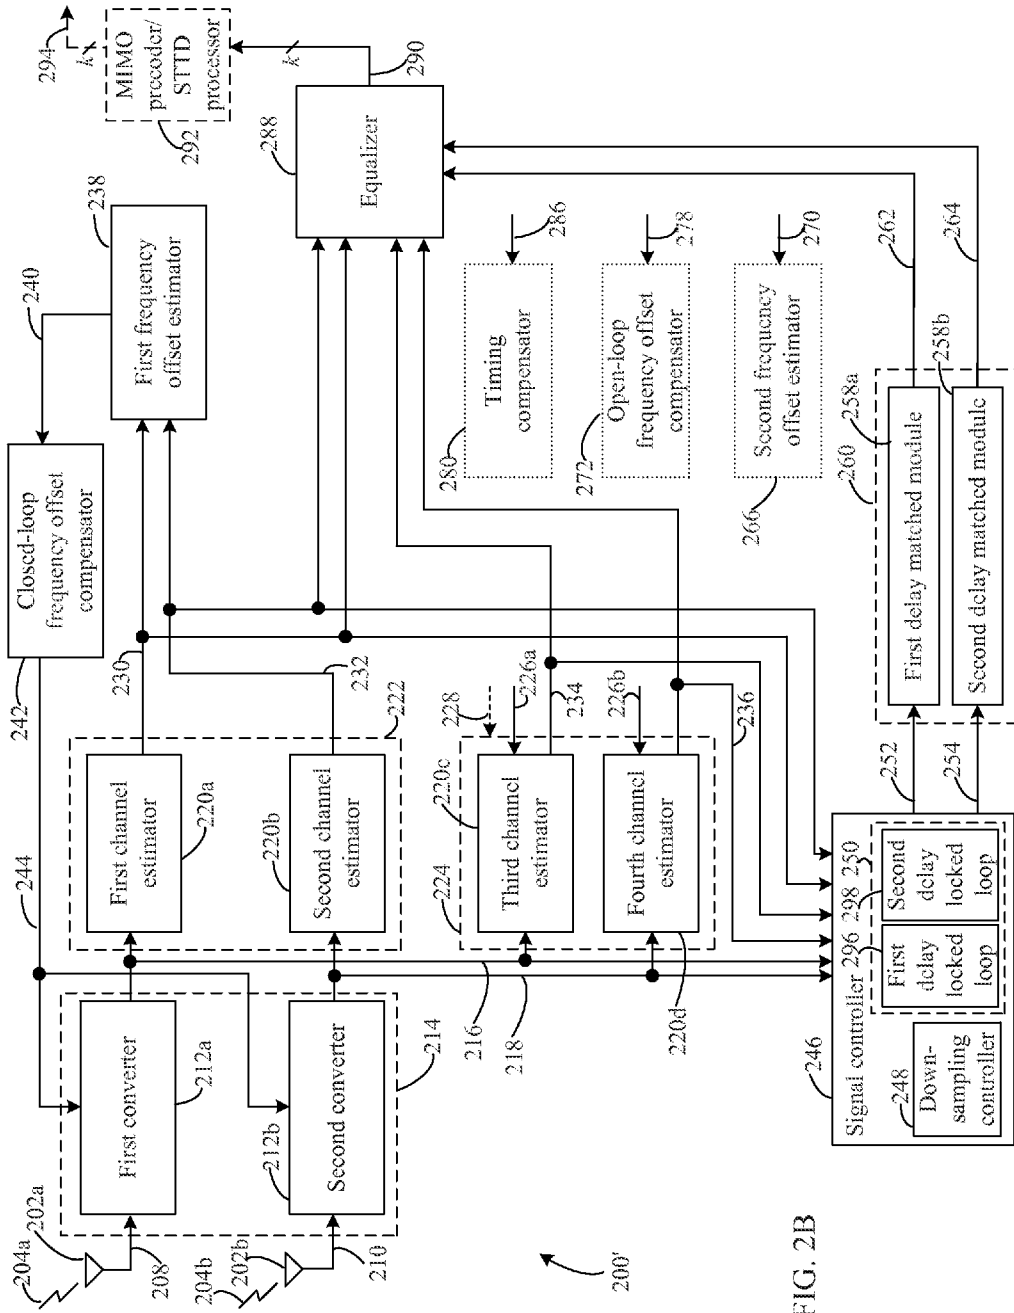 204a
202a
208
204b
202b
210
First converter
212a
212b
Second converter
214
244
216
218
First channel
estimator
220a
220b
Second channel
estimator
222
224
220c
Third channel
estimator
Fourth channel
estimator
220d
228
226a
226b
230
232
234
236
242
Closed-loop
frequency offset
compensator
240
First frequency
offset estimator
238
294
k
MIMO
precoder/
STTD
processor
292
k
290
288
Equalizer
280
Timing
compensator
286
272
Open-loop
frequency offset
compensator
278
266
Second frequency
offset estimator
270
262
264
260
258a
First delay matched module
258b
Second delay matched module
252
254
246
Signal controller
248
Down-
sampling
controller
296
First
delay
locked
loop
298
250
Second
delay
locked
loop
200'
FIG. 2B